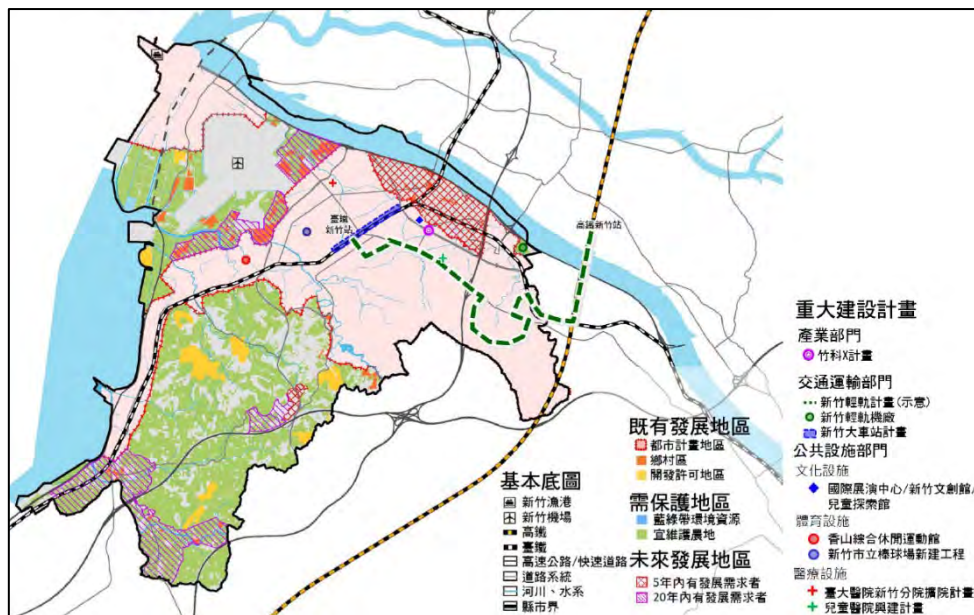 臺鐵
新竹站
高鐵新竹站
基本底圖
新竹漁港
新竹機場
高鐵
臺鐵
高速公路/快速道路
道路系統
河川、水系
縣市界
既有發展地區
都市計畫地區
鄉村區
開發許可地區
需保護地區
藍綠帶環境資源
宜維護農地
未來發展地區
5年內有發展需求者
20年內有發展需求者
重大建設計畫
產業部門
竹科X計畫
交通運輸部門
新竹輕軌計畫(示意)
新竹輕軌機廠
新竹大車站計畫
公共設施部門
文化設施
國際展演中心/新竹文創館/
兒童探索館
體育設施
香山綜合休閒運動館
新竹市立棒球場新建工程
醫療設施
臺大醫院新竹分院擴院計畫
兒童醫院興建計畫